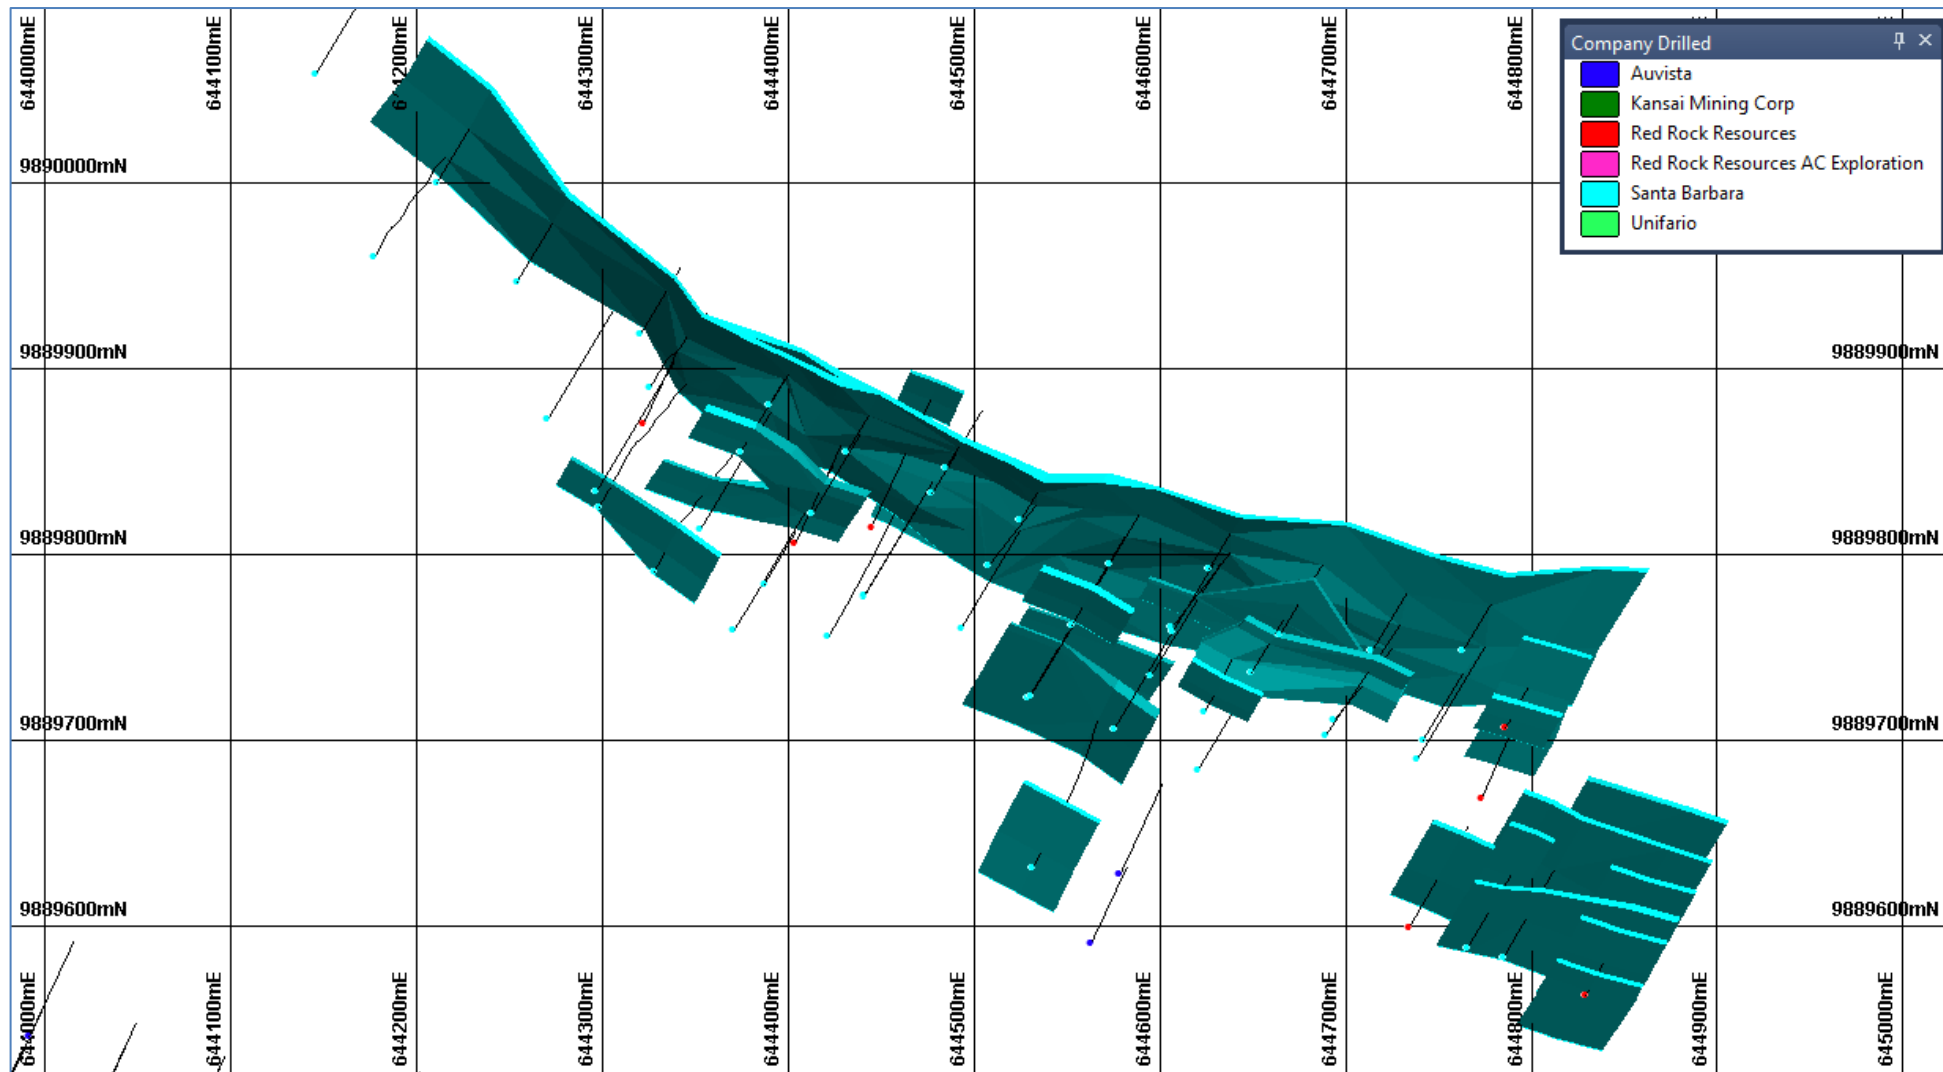 644000mE
644100mE
644200mE
644300mE
644400mE
644500mE
644600mE
644700mE
644800mE
Company Drilled
Auvista
Kansai Mining Corp
Red Rock Resources
Red Rock Resources AC Exploration
Santa Barbara
Unifario
9890000mN
9889900mN
9889900mN
9889800mN
9889800mN
9889700mN
9889700mN
9889600mN
9889600mN
644000mE
644100mE
644200mE
644300mE
644400mE
644500mE
644600mE
644700mE
644800mE
644900mE
645000mE